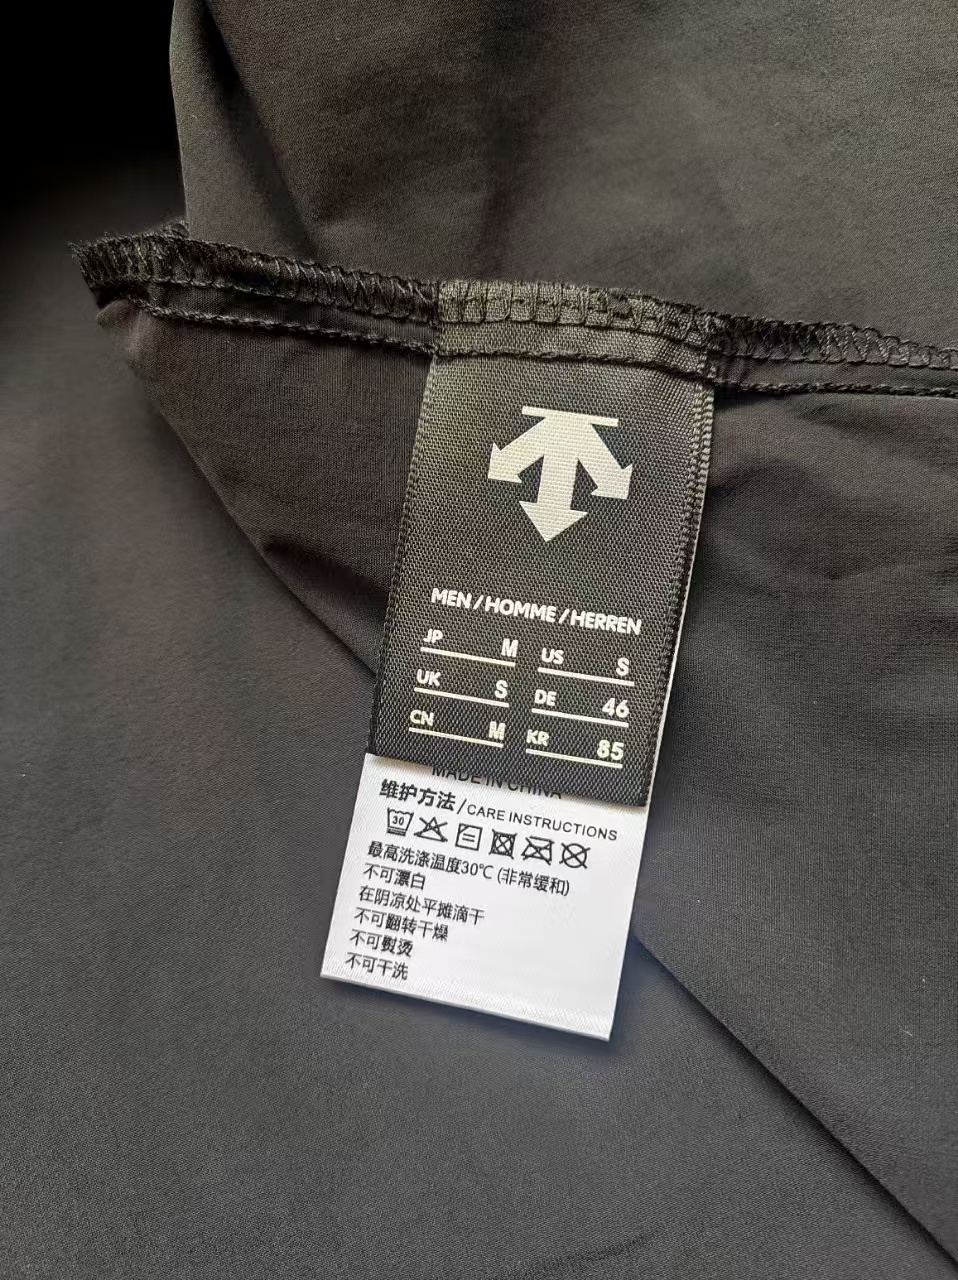 MEN/HOMME/HERREN
JP M US S
UK S DE 46
CN M KR 85
MADE IN CHINA
维护方法/CARE INSTRUCTIONS
30
最高洗涤温度30℃(非常缓和)
不可漂白
在阴凉处平摊滴干
不可翻转干燥
不可熨烫
不可干洗